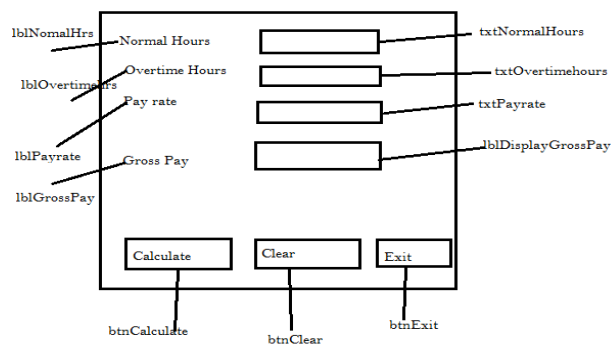 lblNomalHrs
Normal Hours
txtNormalHours
Overtime Hours
txtOvertimehours
lblOvertimehrs
Pay rate
txtPayrate
lblPayrate
Gross Pay
lblDisplayGrossPay
lblGrossPay
Calculate
Clear
Exit
btnCalculate
btnClear
btnExit